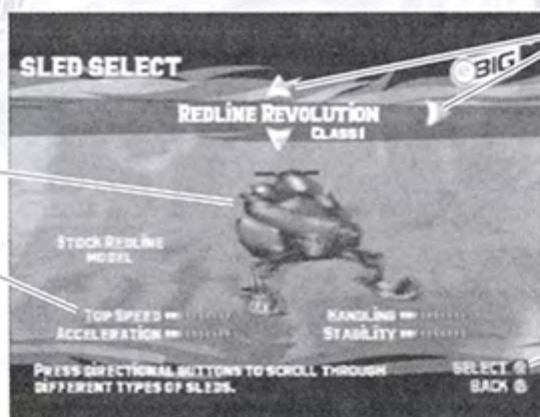 SLED SELECT
BIG
REDLINE REVOLUTION
CLASS 1
STOCK REDLINE
MODEL
TOP SPEED
HANDLING
ACCELERATION
STABILITY
PRESS DIRECTIONAL BUTTONS TO SCROLL THROUGH
DIFFERENT TYPES OF SLEDS.
SELECT
BACK